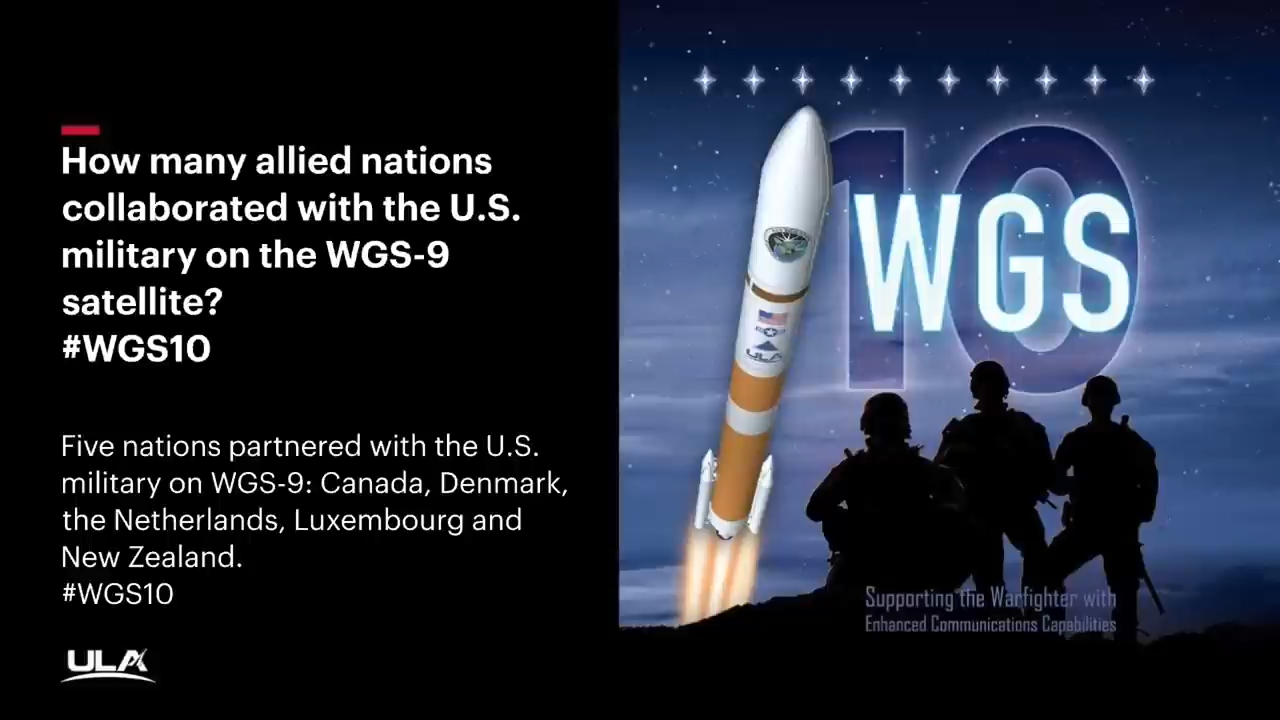 How many allied nations
collaborated with the U.S.
military on the WGS-9
satellite?
#WGS10
Five nations partnered with the U.S.
military on WGS-9: Canada, Denmark,
the Netherlands, Luxembourg and
New Zealand.
#WGS10
ULA
10
WGS
ULA
Supporting the Warfighter with
Enhanced Communications Capabilities